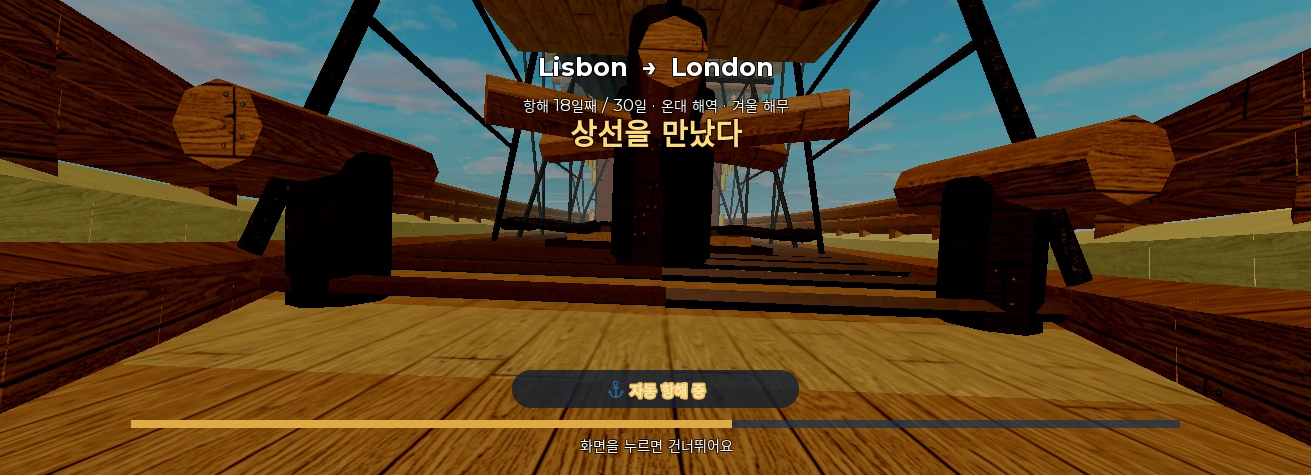 Lisbon → London
항해 18일째 / 30일 · 온대 해역 · 겨울 해무
상선을 만났다
⚓ 자동 항해 중
화면을 누르면 건너뛰어요